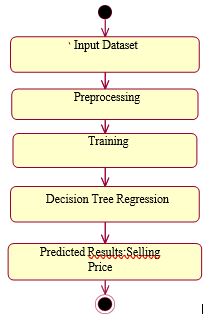 ` Input Dataset
Preprocessing
Training
Decision Tree Regression
Predicted Results:Selling
Price